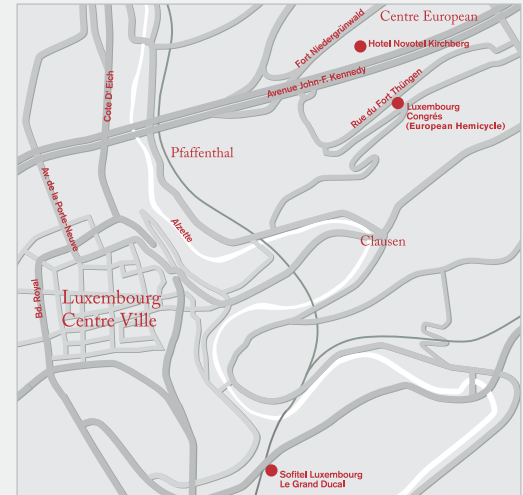 Centre European
Fort Niedergrünwald
Hotel Novotel Kirchberg
Avenue John-F. Kennedy
Rue du Fort Thüngen
Luxembourg
Congrés
(European Hemicycle)
Cote D' Eich
Pfaffenthal
Av. de la Porte-Neuve
Alzette
Clausen
Bd. Royal
Luxembourg
Centre Ville
Sofitel Luxembourg
Le Grand Ducal